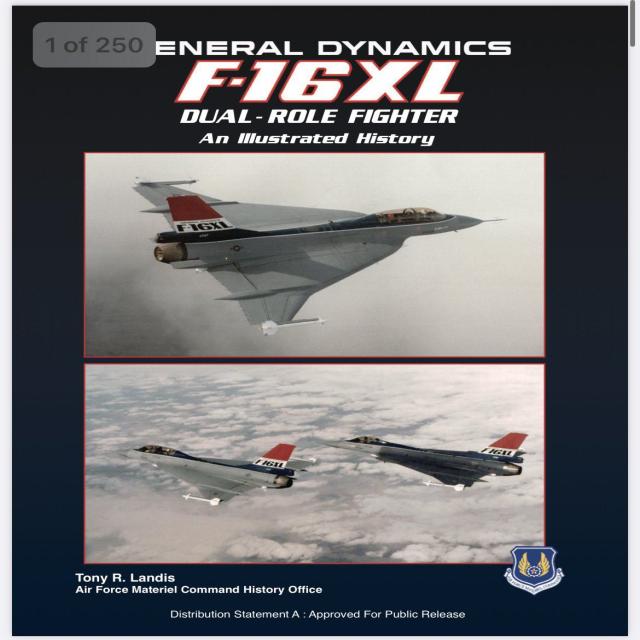 1 of 250
ENERAL DYNAMICS
F-16XL
DUAL-ROLE FIGHTER
An Illustrated History
F-16XL
F-16XL
F-16XL
Tony R. Landis
Air Force Materiel Command History Office
Distribution Statement A : Approved For Public Release